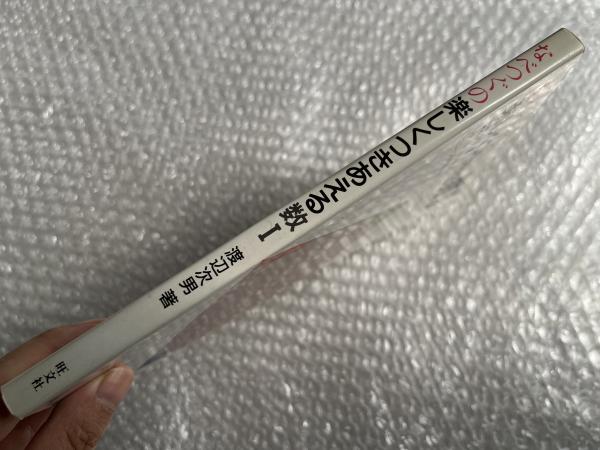 なべつぐの
楽しくつきあえる数I
渡辺次男 著
旺文社